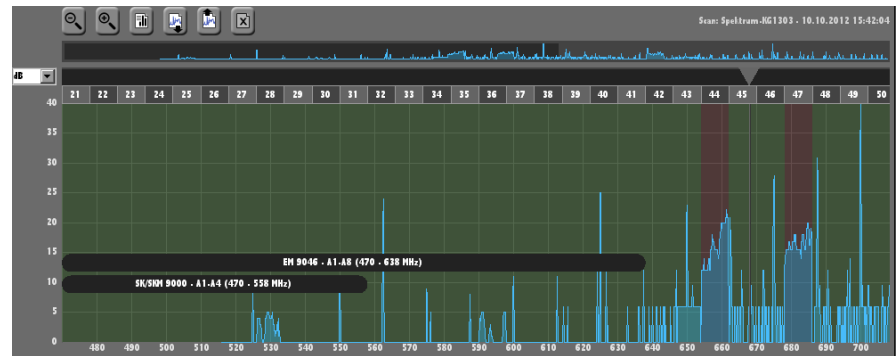 Scan: Spektrum-KG1303 - 10.10.2012 15:42:04
dB
21 22 23 24 25 26 27 28 29 30 31 32 33 34 35 36 37 38 39 40 41 42 43 44 45 46 47 48 49 50
40
35
30
25
20
15
EM 9046 - A1-A8 (470 - 638 MHz)
10
SK/SKM 9000 - A1-A4 (470 - 558 MHz)
5
0
480 490 500 510 520 530 540 550 560 570 580 590 600 610 620 630 640 650 660 670 680 690 700